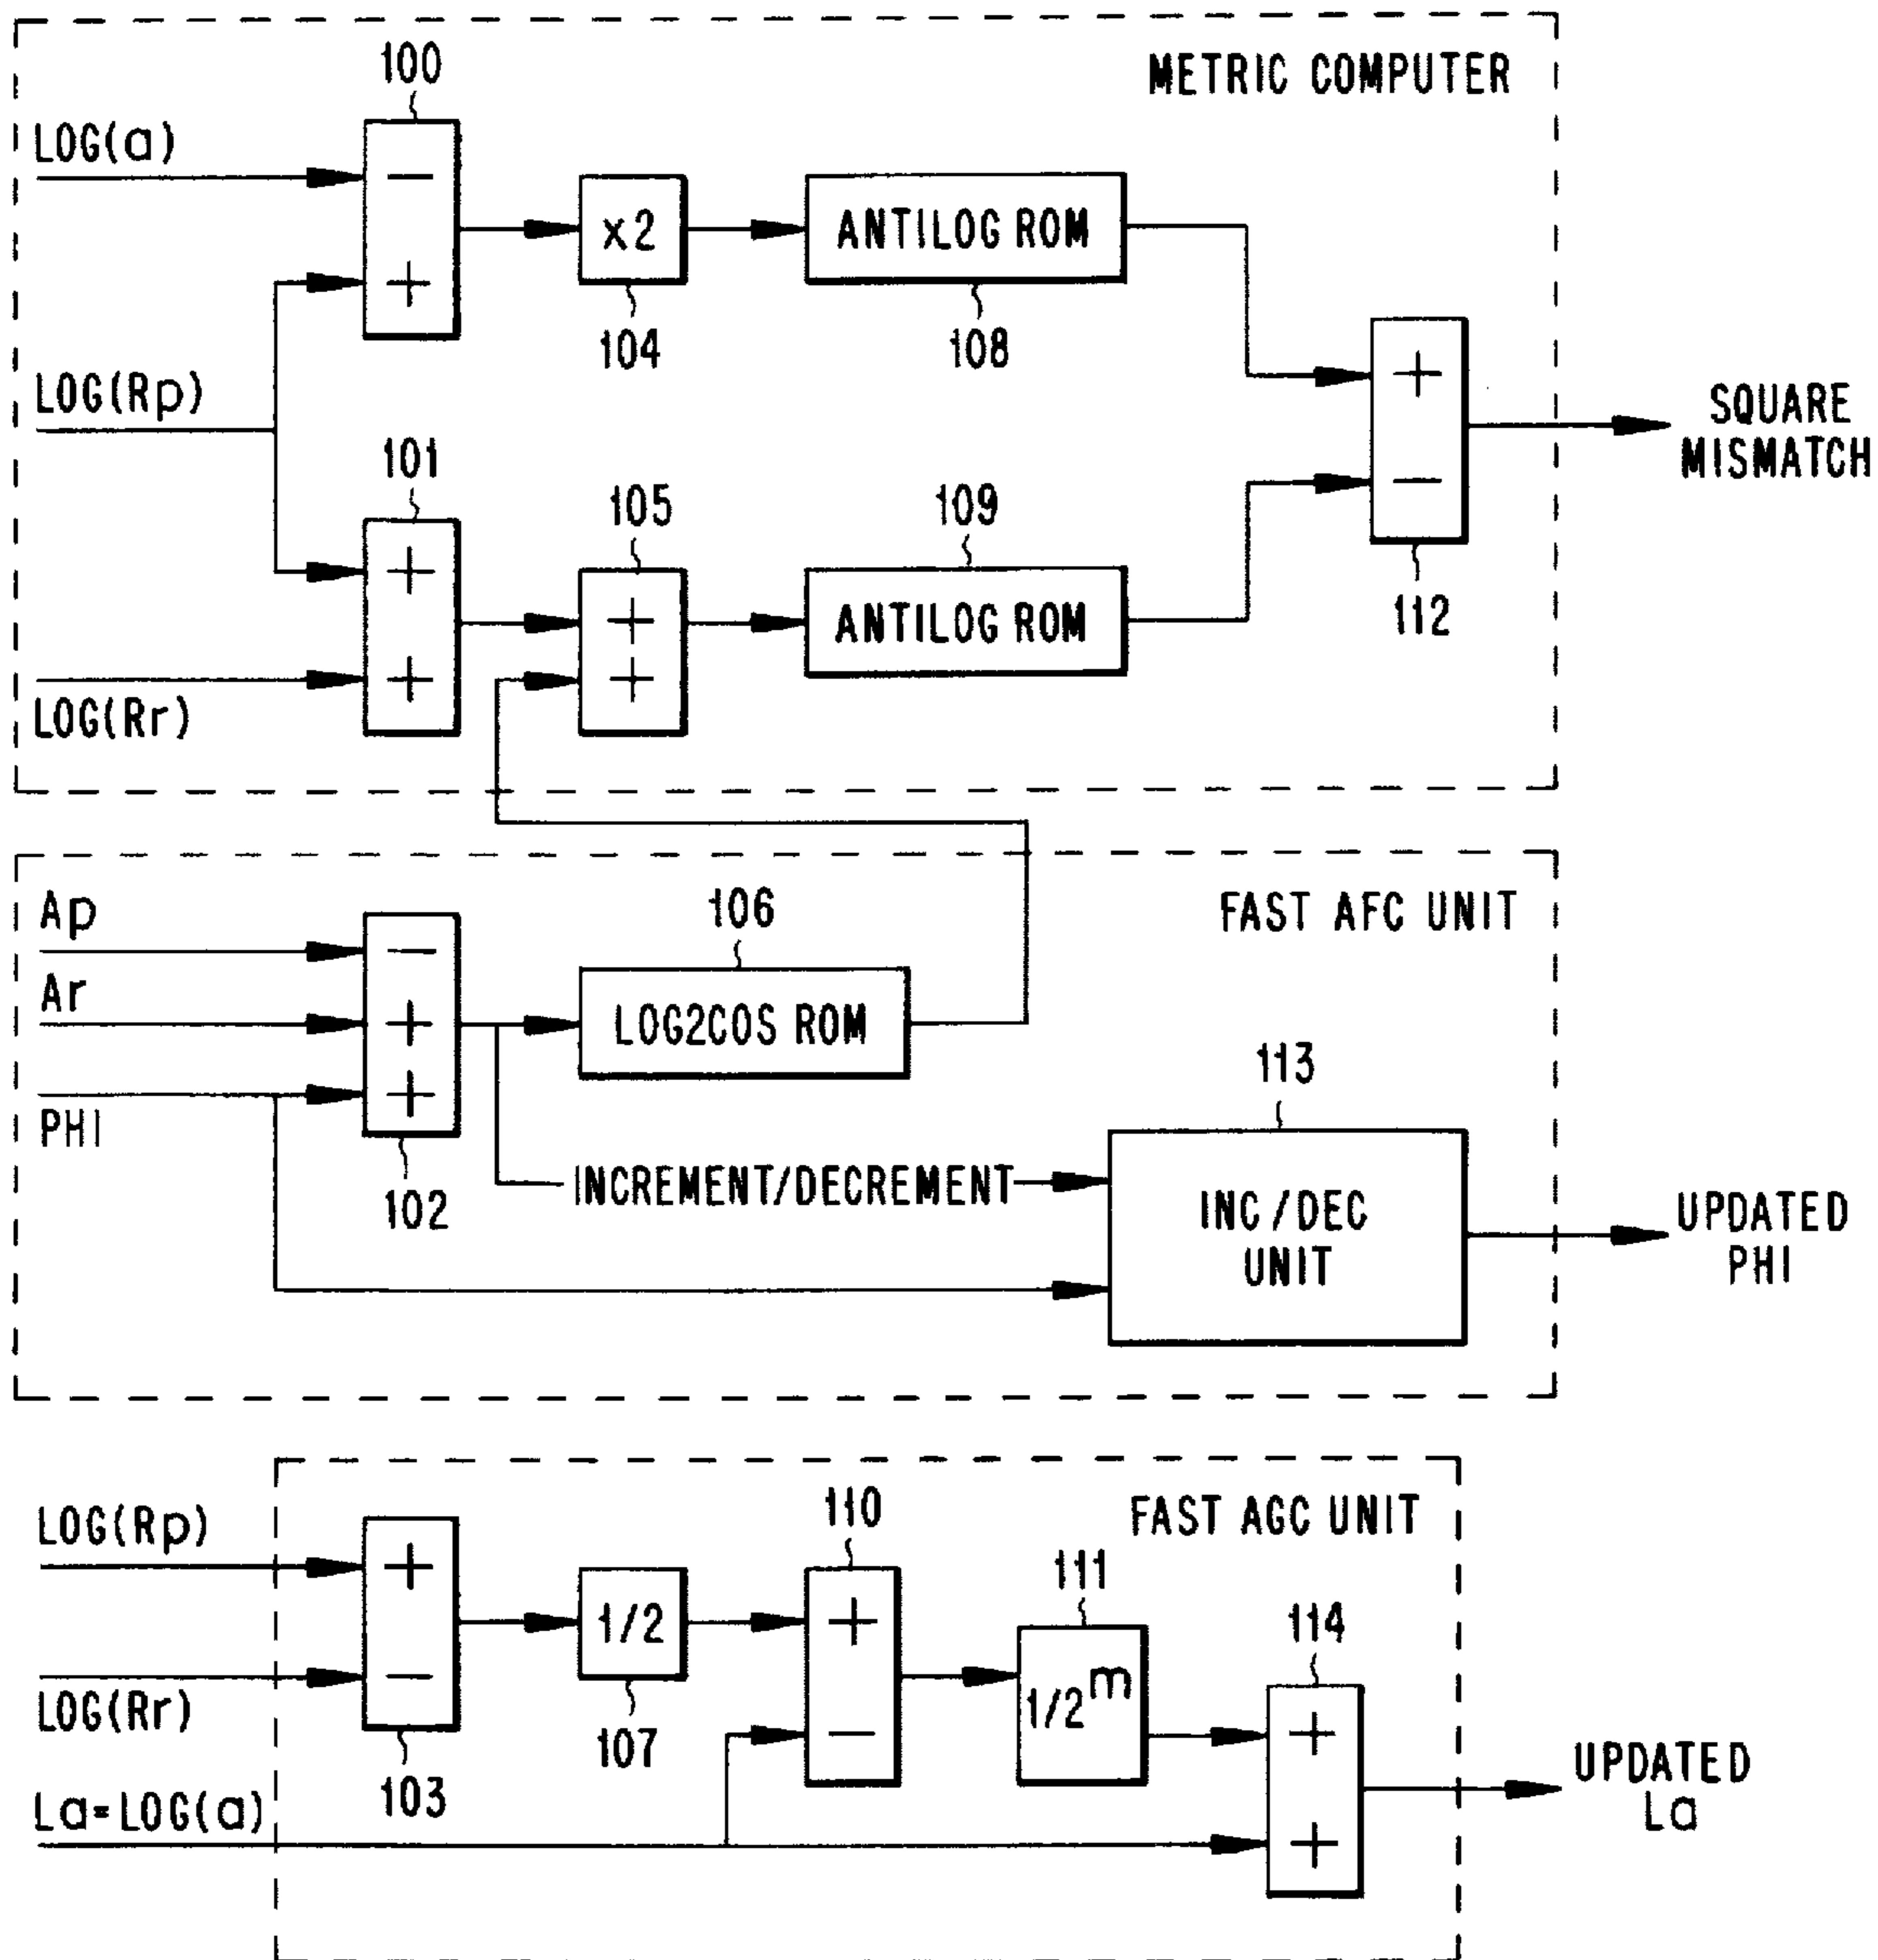 METRIC COMPUTER
100
LOG(a)
−
+
x2
104
ANTILOG ROM
108
LOG(Rp)
+
−
112
SQUARE
MISMATCH
101
+
+
105
+
+
109
ANTILOG ROM
LOG(Rr)
FAST AFC UNIT
Ap
Ar
PHI
−
+
+
102
106
LOG2COS ROM
INCREMENT/DECREMENT
113
INC/DEC
UNIT
UPDATED
PHI
FAST AGC UNIT
LOG(Rp)
LOG(Rr)
+
−
103
1/2
107
110
+
−
111
1/2^m
114
+
+
La=LOG(a)
UPDATED
La